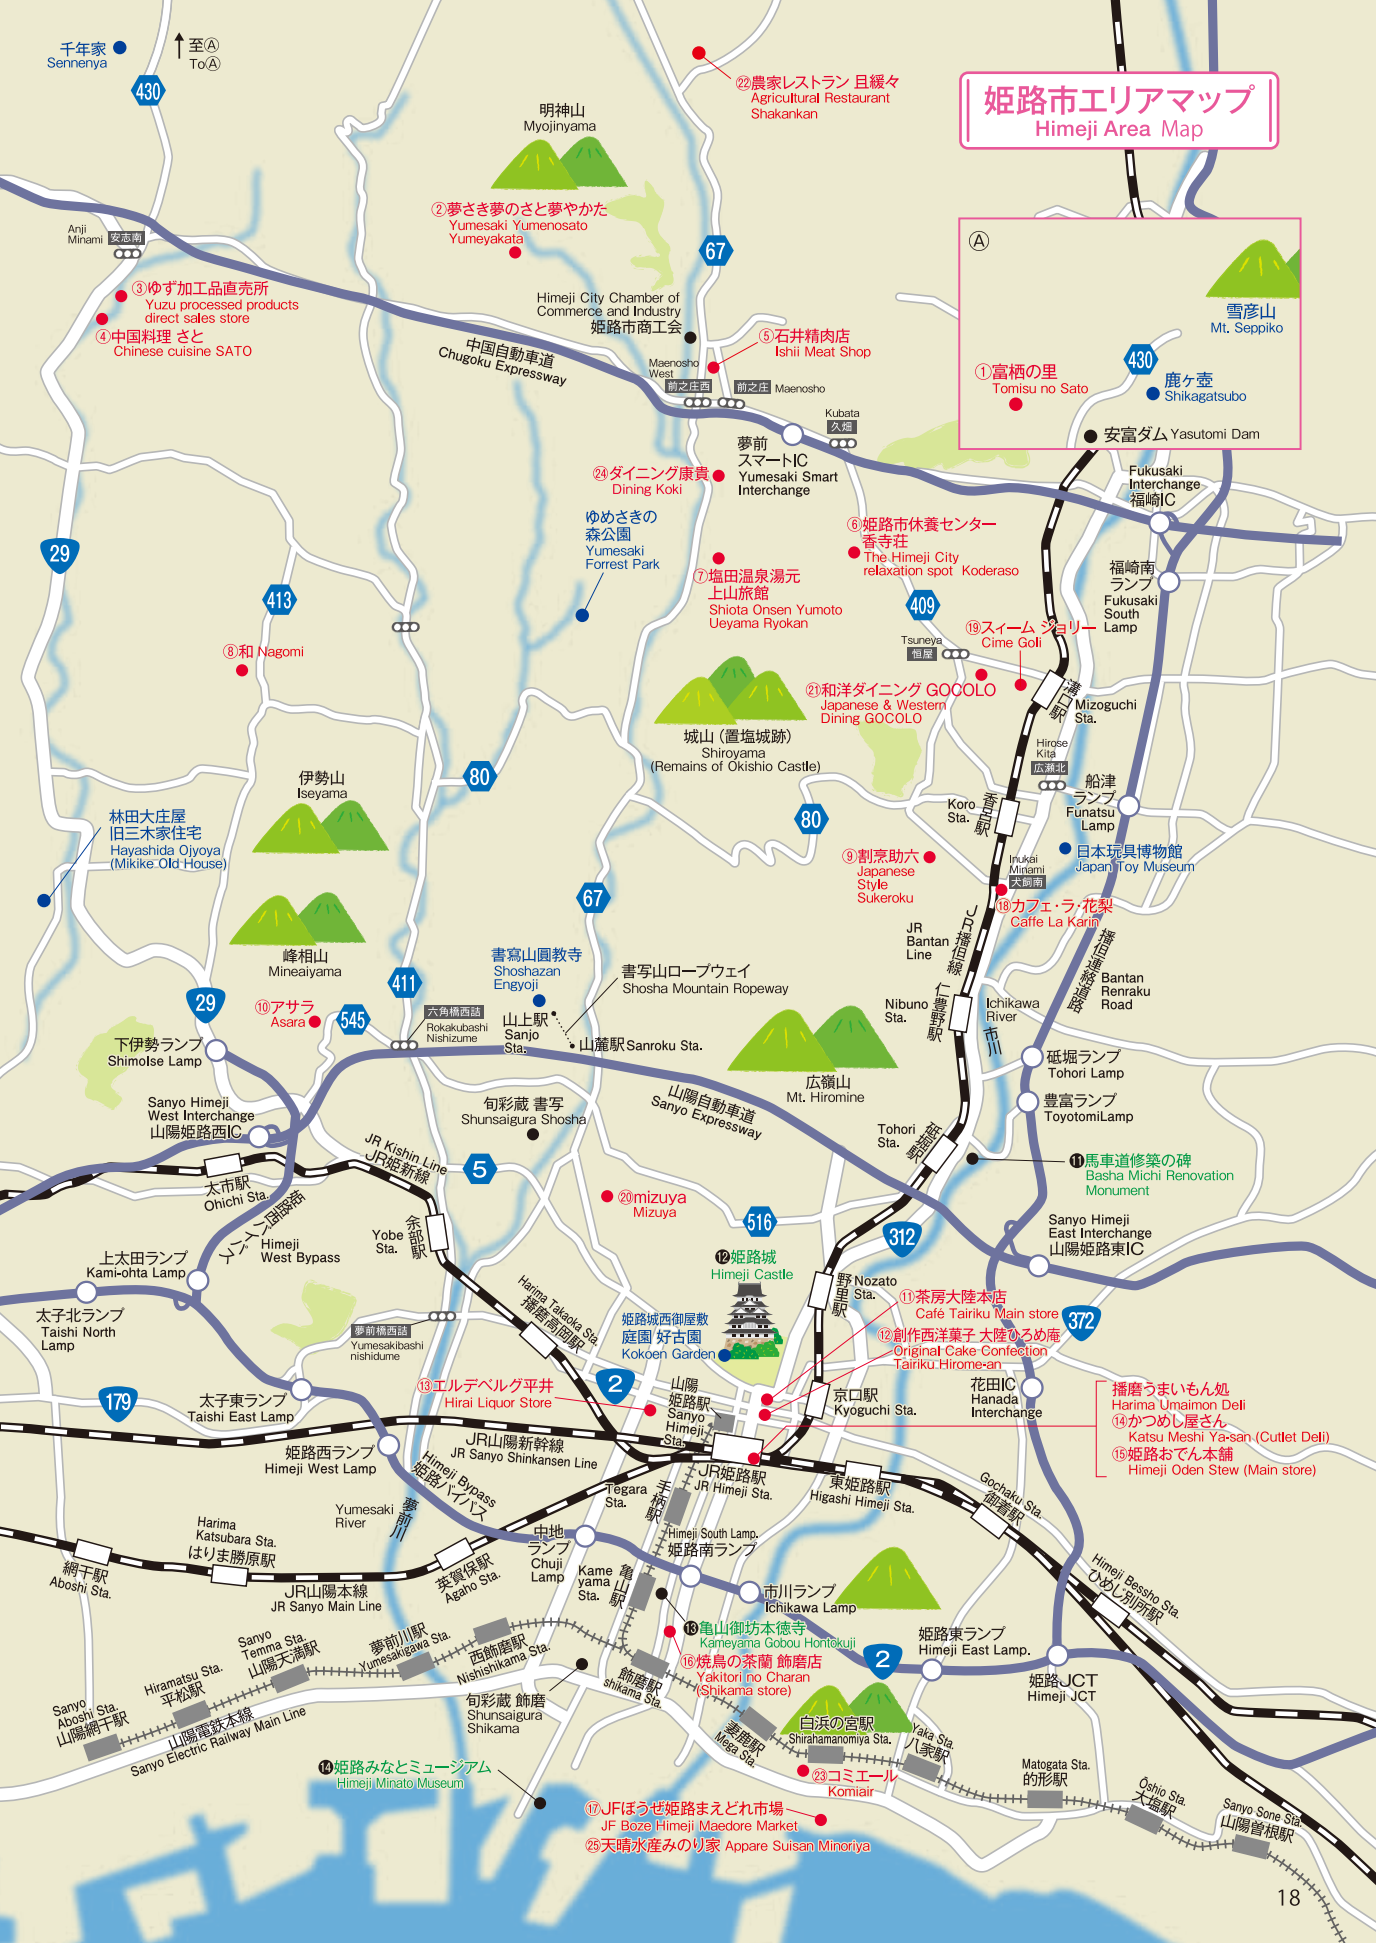 千年家
Sennenya
至Ⓐ
ToⒶ
430
㉒農家レストラン 且緩々
Agricultural Restaurant
Shakankan
姫路市エリアマップ
Himeji Area Map
明神山
Myojinyama
②夢さき夢のさと夢やかた
Yumesaki Yumenosato
Yumeyakata
Anji
Minami
安志南
67
Ⓐ
雪彦山
Mt. Seppiko
430
①富栖の里
Tomisu no Sato
鹿ヶ壺
Shikagatsubo
安富ダム Yasutomi Dam
③ゆず加工品直売所
Yuzu processed products
direct sales store
④中国料理 さと
Chinese cuisine SATO
Himeji City Chamber of
Commerce and Industry
姫路市商工会
中国自動車道
Chugoku Expressway
⑤石井精肉店
Ishii Meat Shop
Maenosho
West
前之庄西
前之庄
Maenosho
Kubata
久畑
夢前
スマートIC
Yumesaki Smart
Interchange
Fukusaki
Interchange
福崎IC
㉔ダイニング康貴
Dining Koki
ゆめさきの
森公園
Yumesaki
Forrest Park
⑥姫路市休養センター
香寺荘
The Himeji City
relaxation spot Koderaso
29
⑦塩田温泉湯元
上山旅館
Shiota Onsen Yumoto
Ueyama Ryokan
福崎南
ランプ
Fukusaki
South
Lamp
413
409
⑲スィーム ジョリー
Cime Goli
Tsuneya
恒屋
⑧和 Nagomi
㉑和洋ダイニング GOCOLO
Japanese & Western
Dining GOCOLO
溝口駅
Mizoguchi
Sta.
城山（置塩城跡）
Shiroyama
(Remains of Okishio Castle)
Hirose
Kita
広瀬北
80
伊勢山
Iseyama
船津
ランプ
Funatsu
Lamp
Koro
Sta.
香呂駅
80
林田大庄屋
旧三木家住宅
Hayashida Ojyoya
(Mikike Old House)
日本玩具博物館
Japan Toy Museum
⑨割烹助六
Japanese
Style
Sukeroku
Inukai
Minami
犬飼南
67
⑱カフェ・ラ・花梨
Caffe La Karin
JR
Bantan
Line
JR播但線
播但連絡道路
Bantan
Renraku
Road
峰相山
Mineaiyama
書寫山圓教寺
Shoshazan
Engyoji
書写山ロープウェイ
Shosha Mountain Ropeway
411
29
⑩アサラ
Asara
545
六角橋西詰
Rokakubashi
Nishizume
山上駅
Sanjo
Sta.
山麓駅 Sanroku Sta.
Nibuno
Sta.
仁豊野駅
Ichikawa
River
市川
下伊勢ランプ
ShimoIse Lamp
砥堀ランプ
Tohori Lamp
広嶺山
Mt. Hiromine
豊富ランプ
ToyotomiLamp
Sanyo Himeji
West Interchange
山陽姫路西IC
山陽自動車道
Sanyo Expressway
旬彩蔵 書写
Shunsaigura Shosha
Tohori
Sta.
砥堀駅
⓫馬車道修築の碑
Basha Michi Renovation
Monument
JR Kishin Line
JR姫新線
5
太市駅
Ohichi Sta.
⑳mizuya
Mizuya
516
Sanyo Himeji
East Interchange
山陽姫路東IC
312
姫路西バイパス
Himeji
West Bypass
Yobe
Sta.
余部駅
上太田ランプ
Kami-ohta Lamp
⓬姫路城
Himeji Castle
野里駅
Nozato
Sta.
⑪茶房大陸本店
Café Tairiku Main store
太子北ランプ
Taishi North
Lamp
Harima Takaoka Sta.
播磨高岡駅
姫路城西御屋敷
庭園 好古園
Kokoen Garden
⑫創作西洋菓子 大陸ひろめ庵
Original Cake Confection
Tairiku Hirome-an
372
夢前橋西詰
Yumesakibashi
nishidume
179
太子東ランプ
Taishi East Lamp
⑬エルデベルグ平井
Hirai Liquor Store
2
山陽
姫路駅
Sanyo
Himeji
Sta.
京口駅
Kyoguchi Sta.
花田IC
Hanada
Interchange
播磨うまいもん処
Harima Umaimon Deli
⑭かつめし屋さん
Katsu Meshi Ya-san (Cutlet Deli)
⑮姫路おでん本舗
Himeji Oden Stew (Main store)
姫路西ランプ
Himeji West Lamp
JR山陽新幹線
JR Sanyo Shinkansen Line
Himeji Bypass
姫路バイパス
JR姫路駅
JR Himeji Sta.
東姫路駅
Higashi Himeji Sta.
Gochaku Sta.
御着駅
Tegara
Sta.
手柄駅
Yumesaki
River
夢前川
Harima
Katsubara Sta.
はりま勝原駅
網干駅
Aboshi Sta.
JR山陽本線
JR Sanyo Main Line
英賀保駅
Agaho Sta.
中地
ランプ
Chuji
Lamp
Kame
yama
Sta.
亀山駅
Himeji South Lamp.
姫路南ランプ
市川ランプ
Ichikawa Lamp
Himeji Bessho Sta.
ひめじ別所駅
⓭亀山御坊本徳寺
Kameyama Gobou Hontokuji
⑯焼鳥の茶蘭 飾磨店
Yakitori no Charan
(Shikama store)
2
姫路東ランプ
Himeji East Lamp.
姫路JCT
Himeji JCT
Sanyo
Temma Sta.
山陽天満駅
夢前川駅
Yumesakigawa Sta.
西飾磨駅
Nishishikama Sta.
飾磨駅
shikama Sta.
Hiramatsu Sta.
平松駅
Sanyo
Aboshi Sta.
山陽網干駅
山陽電鉄本線
Sanyo Electric Railway Main Line
旬彩蔵 飾磨
Shunsaigura
Shikama
妻鹿駅
Mega Sta.
白浜の宮駅
Shirahamanomiya Sta.
Yaka Sta.
八家駅
⓮姫路みなとミュージアム
Himeji Minato Museum
㉓コミエール
Komiair
Matogata Sta.
的形駅
Ōshio Sta.
大塩駅
Sanyo Sone Sta.
山陽曽根駅
⑰JFぼうぜ姫路まえどれ市場
JF Boze Himeji Maedore Market
㉕天晴水産みのり家 Appare Suisan Minoriya
18